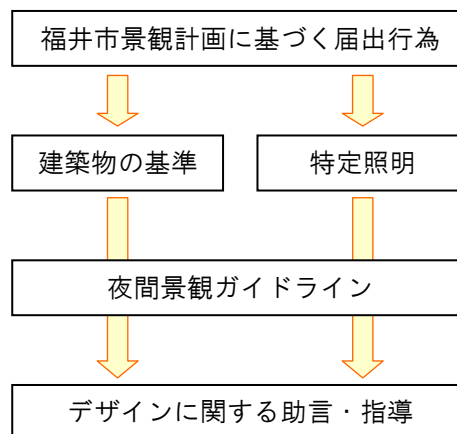 福井市景観計画に基づく届出行為
建築物の基準
特定照明
夜間景観ガイドライン
デザインに関する助言・指導